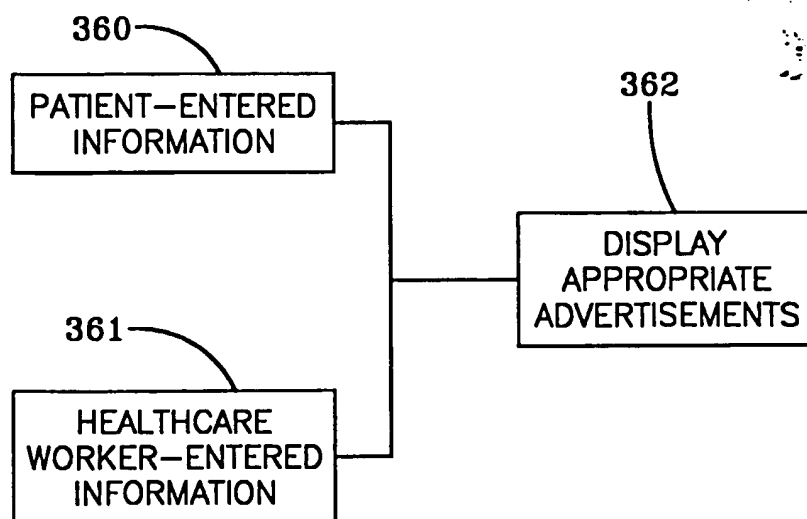 360
PATIENT-ENTERED
INFORMATION
362
DISPLAY
APPROPRIATE
ADVERTISEMENTS
361
HEALTHCARE
WORKER-ENTERED
INFORMATION